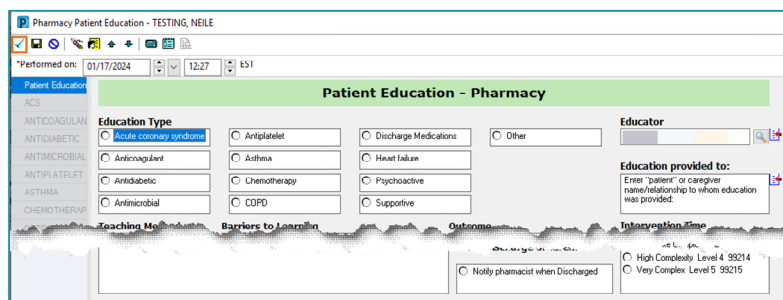 Pharmacy Patient Education - TESTING, NEILE
*Performed on: 01/17/2024 12:27 EST
Patient Education
Patient Education - Pharmacy
ACS
ANTICOAGULAN
Education Type
Educator
ANTIDIABETIC
Acute coronary syndrome
Antiplatelet
Discharge Medications
Other
ANTIMICROBIAL
Anticoagulant
Asthma
Heart failure
Education provided to:
ANTIPLATELET
Antidiabetic
Chemotherapy
Psychoactive
Enter "patient" or caregiver
name/relationship to whom education
was provided:
ASTHMA
CHEMOTHERAP
Antimicrobial
COPD
Supportive
Barriers to Learning
Outcome
Intervention Time
Notify pharmacist when Discharged
High Complexity Level 4 99214
Very Complex Level 5 99215